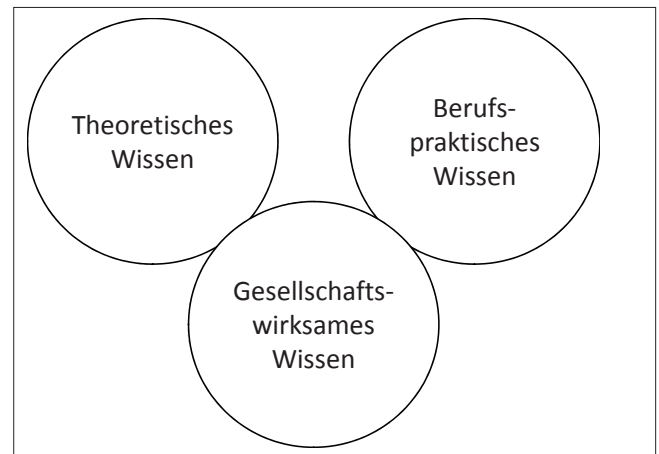 Theoretisches
Wissen
Berufs-
praktisches
Wissen
Gesellschafts-
wirksames
Wissen